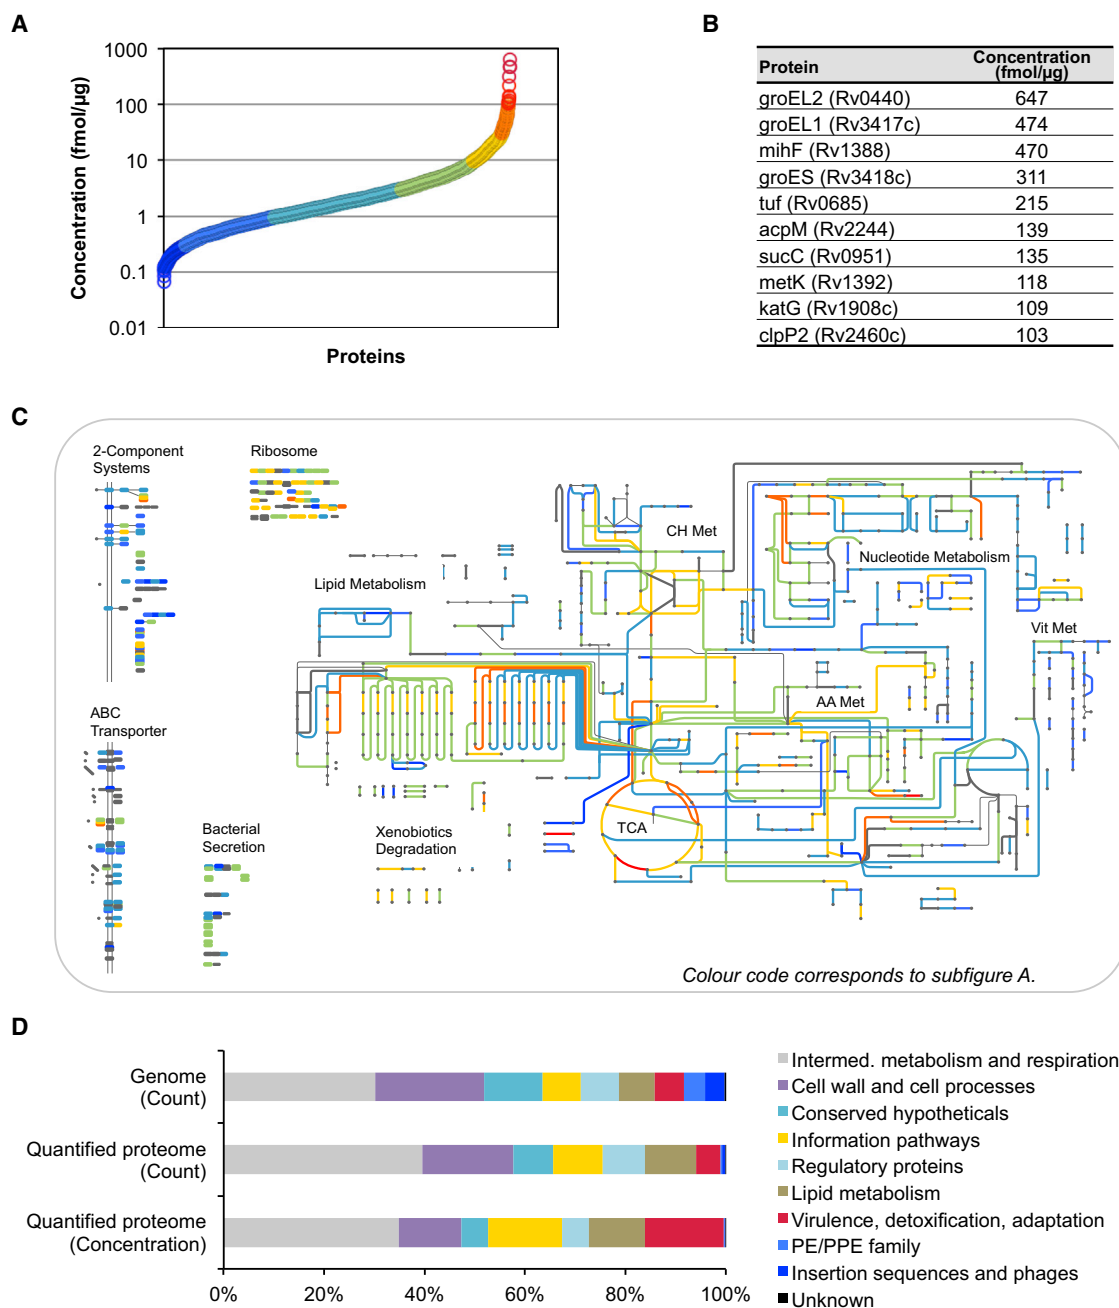 A
1000
100
10
1
0.1
0.01
Concentration (fmol/µg)
Proteins
B
Protein Concentration (fmol/µg)
groEL2 (Rv0440) 647
groEL1 (Rv3417c) 474
mihF (Rv1388) 470
groES (Rv3418c) 311
tuf (Rv0685) 215
acpM (Rv2244) 139
sucC (Rv0951) 135
metK (Rv1392) 118
katG (Rv1908c) 109
clpP2 (Rv2460c) 103
C
2-Component
Systems
Ribosome
CH Met
Nucleotide Metabolism
Lipid Metabolism
Vit Met
AA Met
ABC
Transporter
TCA
Bacterial
Secretion
Xenobiotics
Degradation
Colour code corresponds to subfigure A.
D
Genome
(Count)
Quantified proteome
(Count)
Quantified proteome
(Concentration)
0% 20% 40% 60% 80% 100%
Intermed. metabolism and respiration
Cell wall and cell processes
Conserved hypotheticals
Information pathways
Regulatory proteins
Lipid metabolism
Virulence, detoxification, adaptation
PE/PPE family
Insertion sequences and phages
Unknown